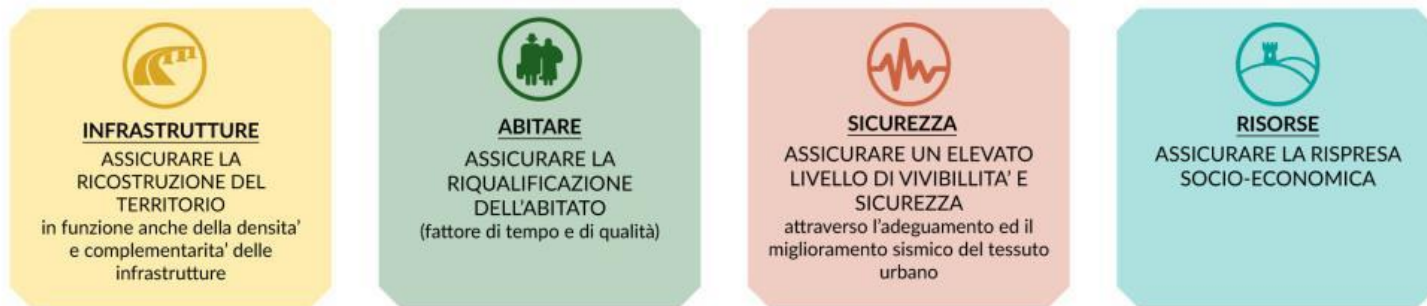 INFRASTRUTTURE
ASSICURARE LA
RICOSTRUZIONE DEL
TERRITORIO
in funzione anche della densita’
e complementarita’ delle
infrastrutture
ABITARE
ASSICURARE LA
RIQUALIFICAZIONE
DELL’ABITATO
(fattore di tempo e di qualità)
SICUREZZA
ASSICURARE UN ELEVATO
LIVELLO DI VIVIBILLITA’ E
SICUREZZA
attraverso l’adeguamento ed il
miglioramento sismico del tessuto
urbano
RISORSE
ASSICURARE LA RISPRESA
SOCIO-ECONOMICA